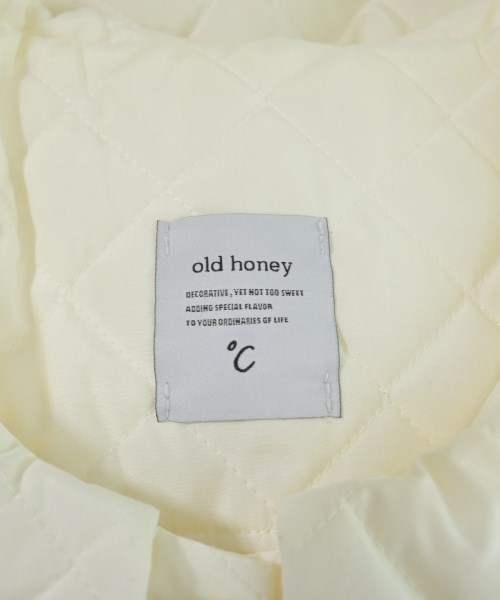 old honey
DECORATIVE, YET NOT TOO SWEET
ADDING SPECIAL FLAVOR
TO YOUR ORDINARIES OF LIFE
°C